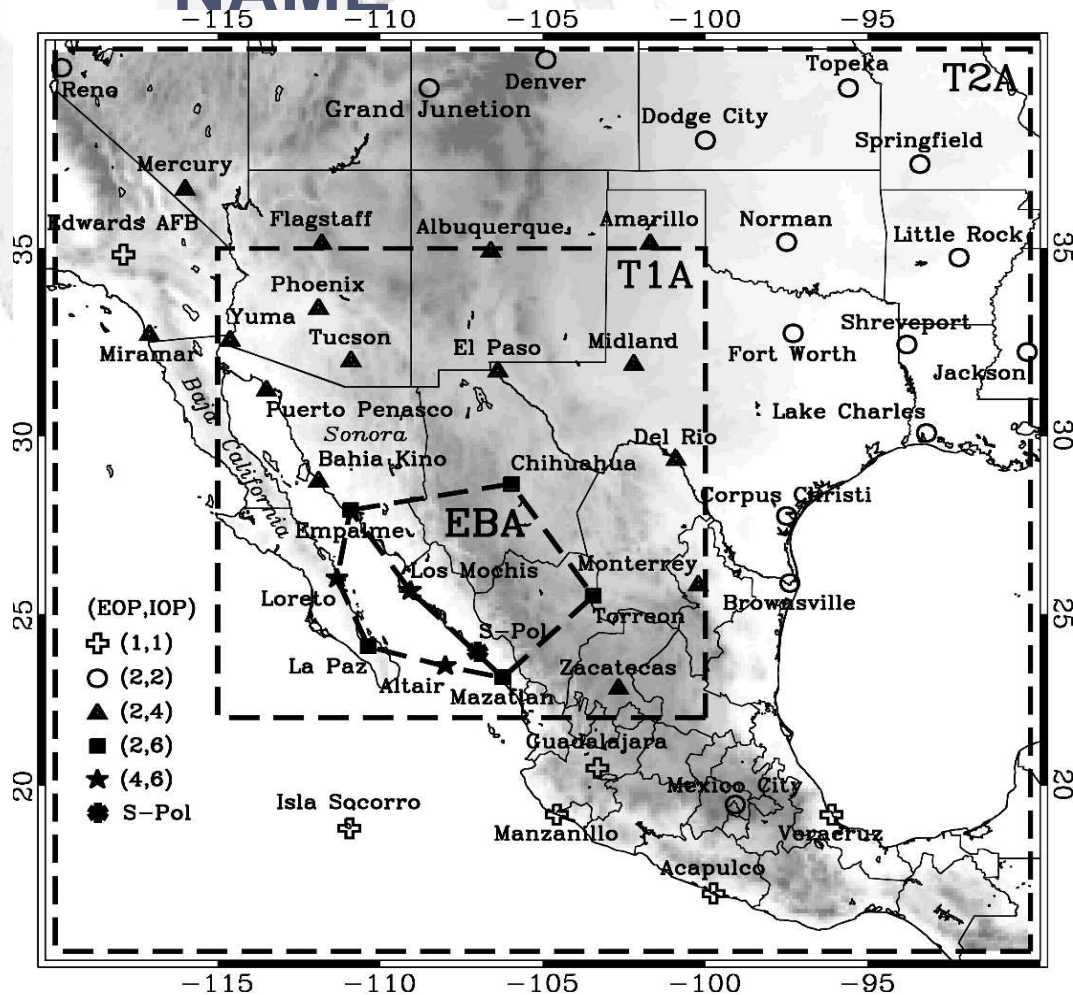 NAME
−115 −110 −105 −100 −95
T2A
Topeka
Denver
Reno
Grand Junetion
Dodge City
Springfield
Mercury
Edwards AFB
Flagstaff
Albuquerque
Amarillo
Norman
Little Rock
35
35
T1A
Phoenix
Yuma
Tucson
Shreveport
Miramar
El Paso
Midland
Fort Worth
Jackson
Baja California
Puerto Penasco
Lake Charles
Sonora
Del Rio
30
30
Bahia Kino
Chihuahua
Corpus Christi
EBA
Empalme
Los Mochis
Monterrey
Loreto
Brownsville
(EOP,IOP)
Torreon
25
25
(1,1)
S−Pol
La Paz
Zacatecas
(2,2)
Altair
Mazatlan
(2,4)
Guadalajara
(2,6)
(4,6)
Mexico City
20
20
Isla Socorro
S−Pol
Manzanillo
Veracruz
Acapulco
−115 −110 −105 −100 −95